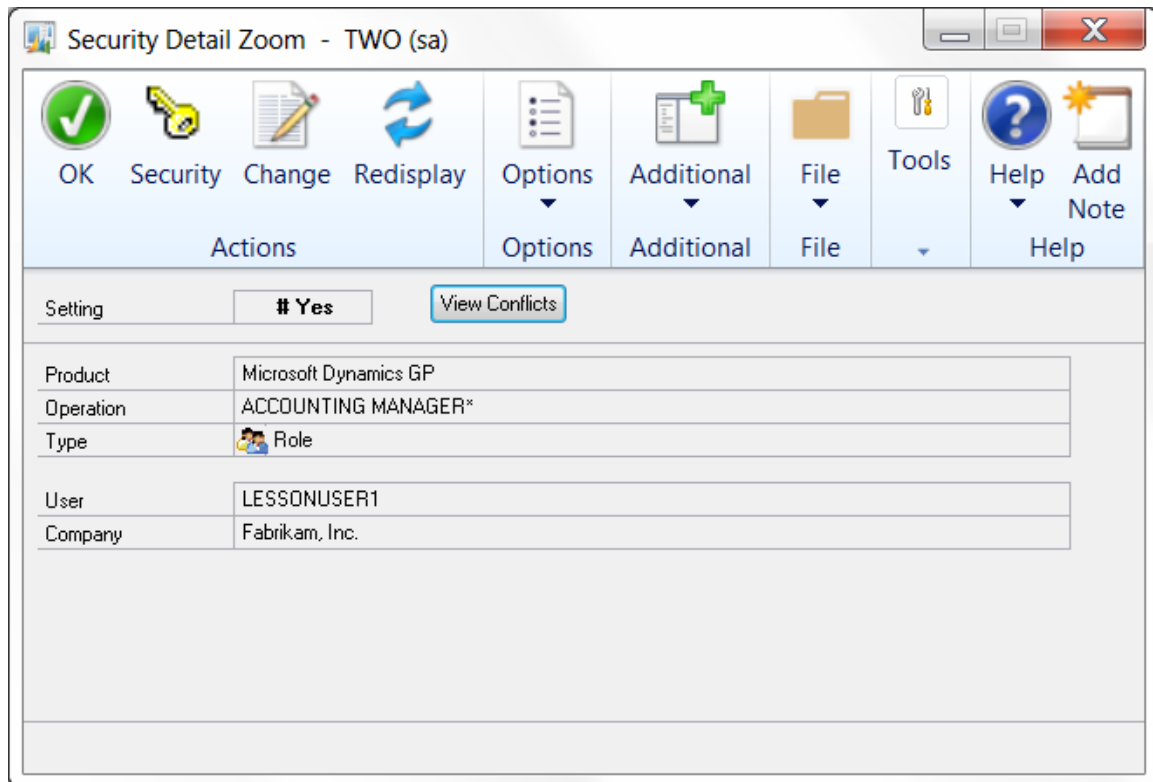 Security Detail Zoom - TWO (sa)
OK Security Change Redisplay Options Additional File Tools Help Add Note
Actions Options Additional File Help
Setting # Yes View Conflicts
Product Microsoft Dynamics GP
Operation ACCOUNTING MANAGER*
Type Role
User LESSONUSER1
Company Fabrikam, Inc.